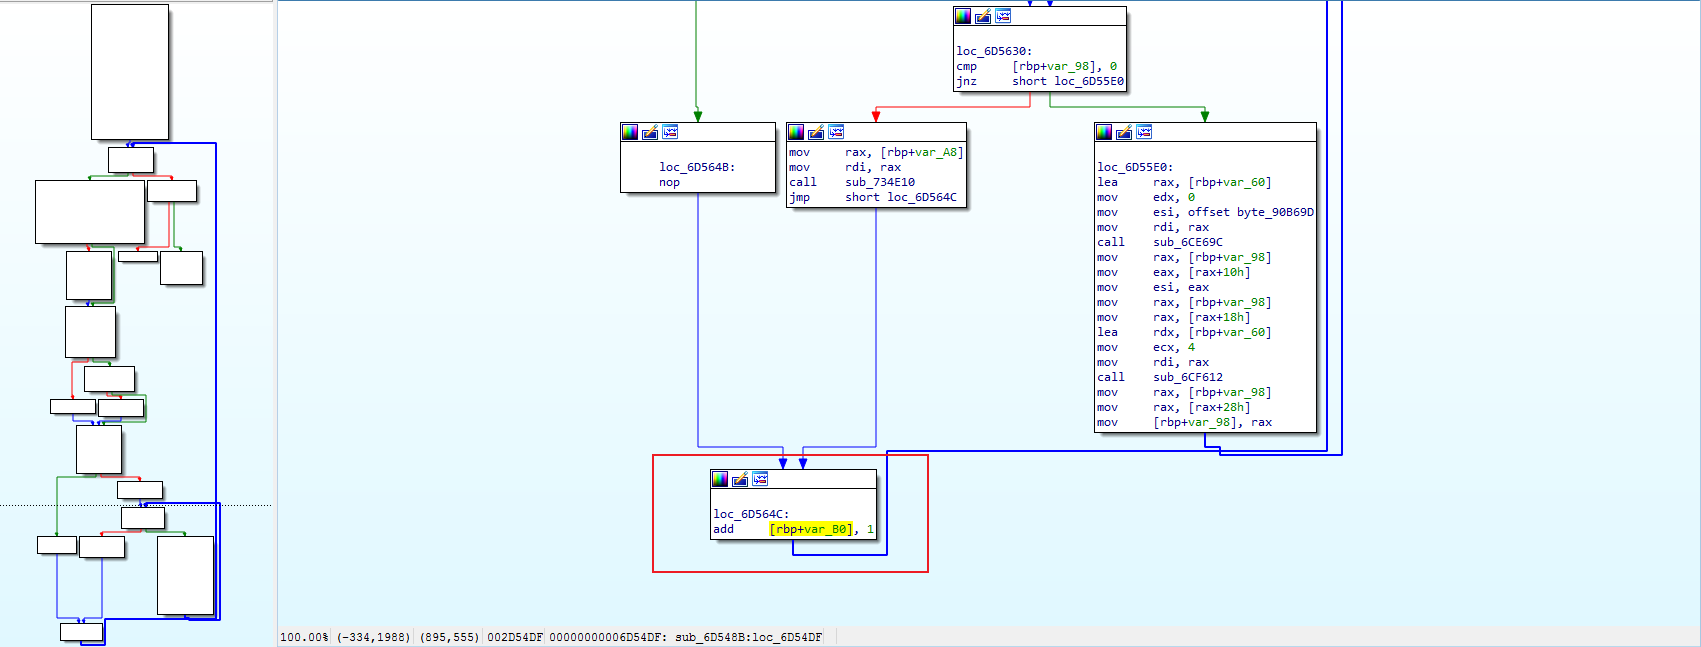 loc_6D5630:
cmp [rbp+var_98], 0
jnz short loc_6D55E0
loc_6D564B:
nop
mov rax, [rbp+var_A8]
mov rdi, rax
call sub_734E10
jmp short loc_6D564C
loc_6D55E0:
lea rax, [rbp+var_60]
mov edx, 0
mov esi, offset byte_90B69D
mov rdi, rax
call sub_6CE69C
mov rax, [rbp+var_98]
mov eax, [rax+10h]
mov esi, eax
mov rax, [rbp+var_98]
mov rax, [rax+18h]
lea rdx, [rbp+var_60]
mov ecx, 4
mov rdi, rax
call sub_6CF612
mov rax, [rbp+var_98]
mov rax, [rax+28h]
mov [rbp+var_98], rax
loc_6D564C:
add [rbp+var_B0], 1
100.00% (-334,1988) (895,555) 002D54DF 00000000006D54DF: sub_6D548B:loc_6D54DF